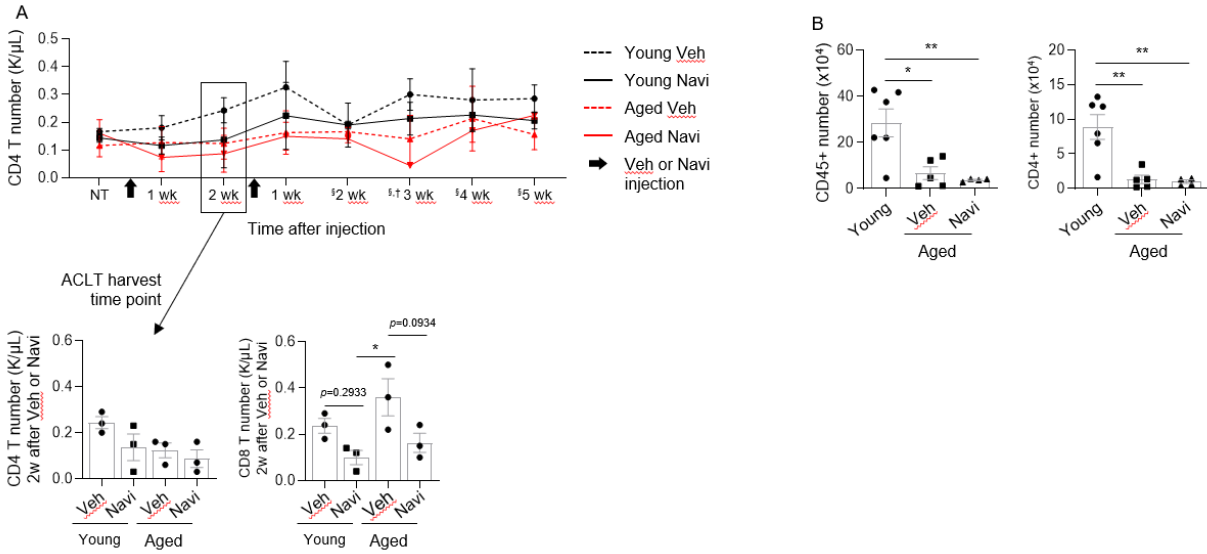 A
CD4 T number (K/µL)
0.5
0.4
0.3
0.2
0.1
0.0
NT
1 wk
2 wk
1 wk
§2 wk
§,†3 wk
§4 wk
§5 wk
Time after injection
Young Veh
Young Navi
Aged Veh
Aged Navi
Veh or Navi
injection
ACLT harvest
time point
CD4 T number (K/µL)
2w after Veh or Navi
0.6
0.4
0.2
0.0
Veh
Navi
Veh
Navi
Young
Aged
CD8 T number (K/µL)
2w after Veh or Navi
0.6
0.4
0.2
0.0
p=0.2933
*
p=0.0934
Veh
Navi
Veh
Navi
Young
Aged
B
CD45+ number (x10⁴)
60
40
20
0
**
*
Young
Veh
Navi
Aged
CD4+ number (x10⁴)
20
15
10
5
0
**
**
Young
Veh
Navi
Aged